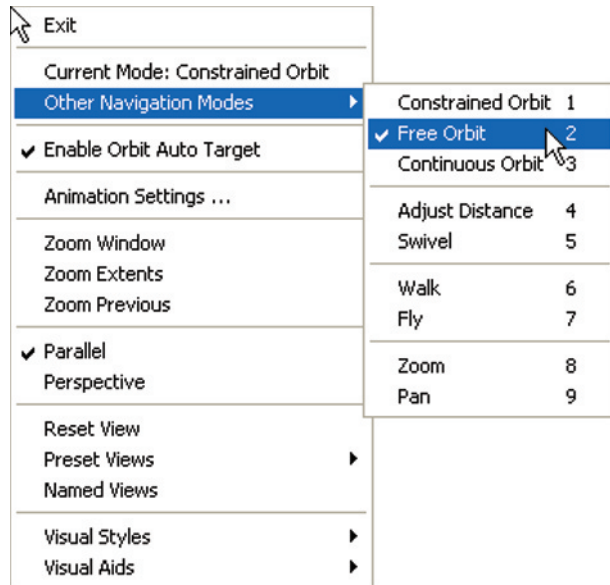 Exit
Current Mode: Constrained Orbit
Other Navigation Modes
Enable Orbit Auto Target
Animation Settings ...
Zoom Window
Zoom Extents
Zoom Previous
Parallel
Perspective
Reset View
Preset Views
Named Views
Visual Styles
Visual Aids
Constrained Orbit 1
Free Orbit 2
Continuous Orbit 3
Adjust Distance 4
Swivel 5
Walk 6
Fly 7
Zoom 8
Pan 9